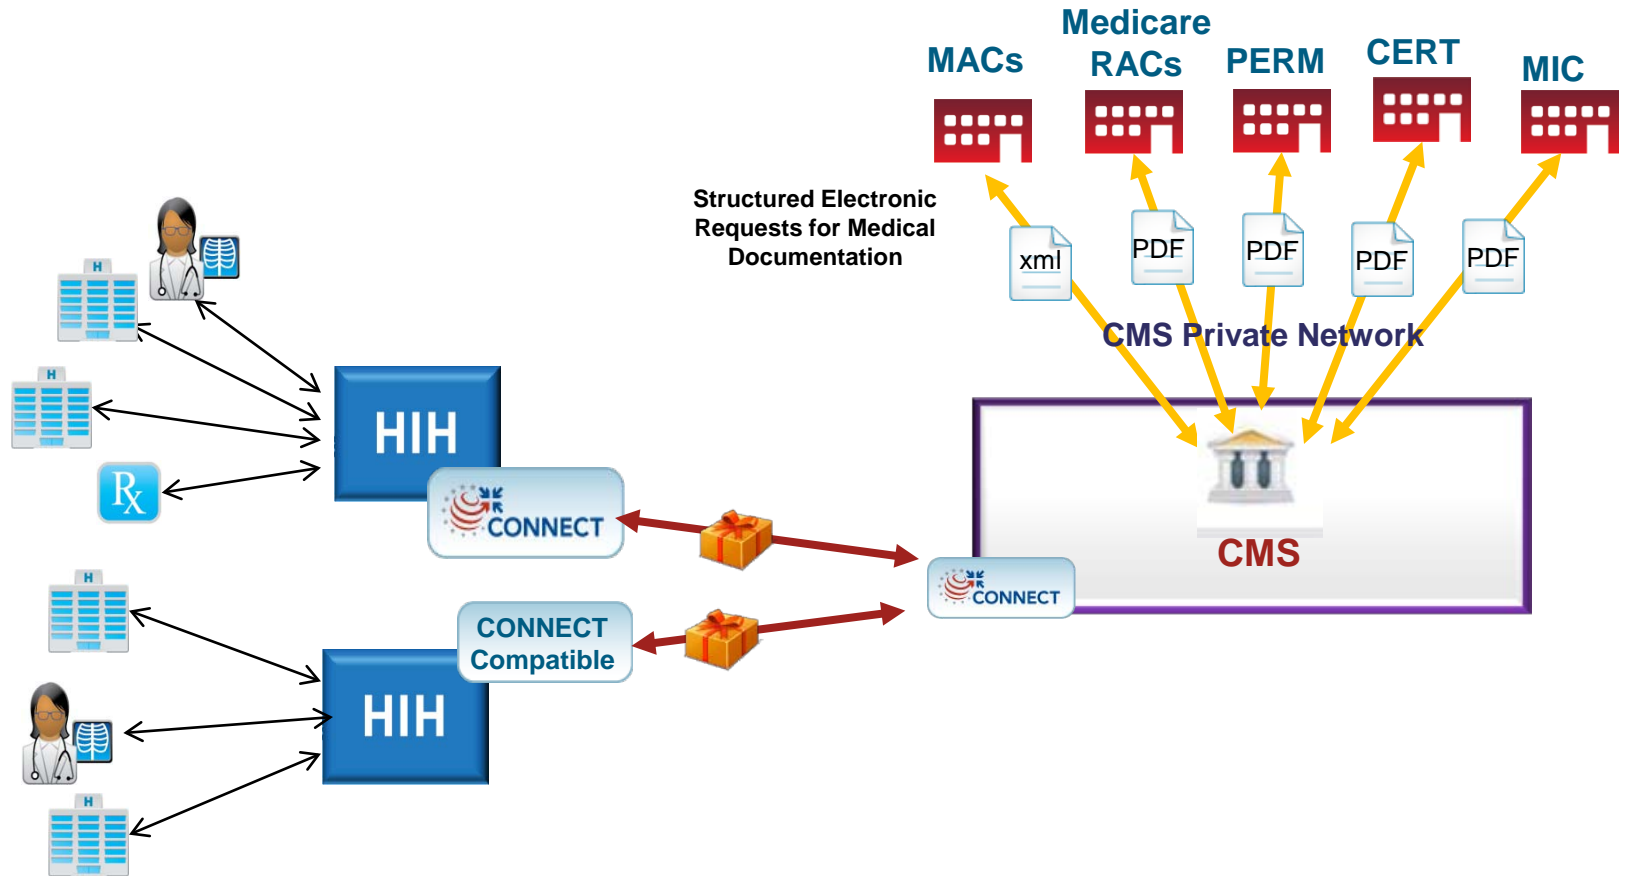 Medicare
MACs
RACs
PERM
CERT
MIC
Structured Electronic
Requests for Medical
Documentation
xml
PDF
PDF
PDF
PDF
CMS Private Network
H
H
Rx
HIH
CONNECT
CMS
CONNECT
H
CONNECT
Compatible
HIH
H